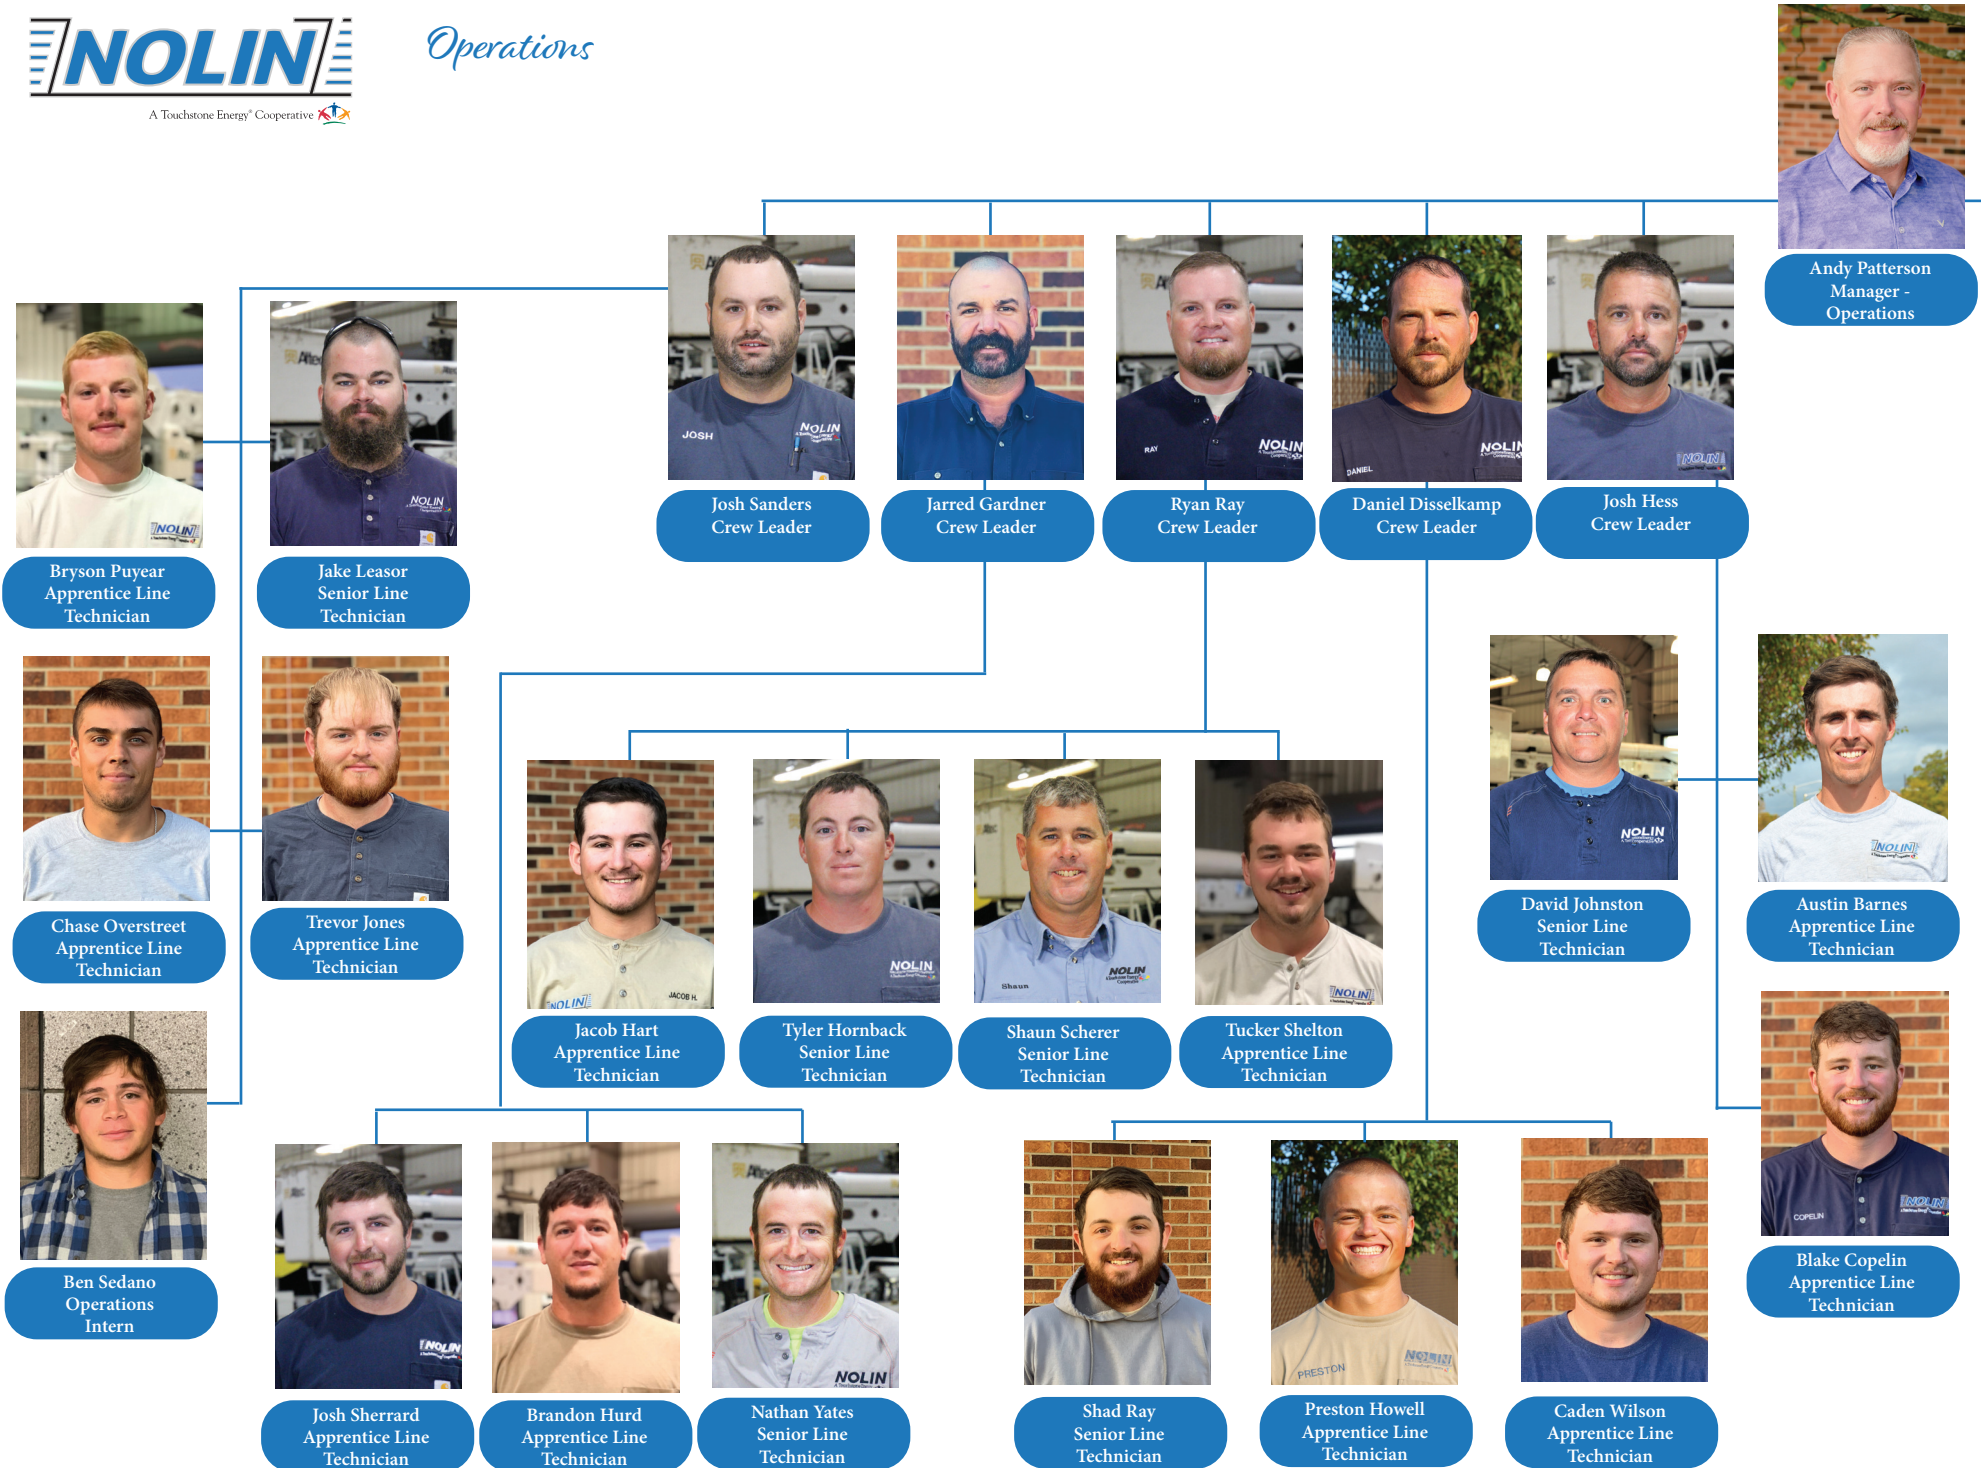 NOLIN
A Touchstone Energy® Cooperative
Operations
Andy Patterson
Manager -
Operations
JOSH
NOLIN
RAY
NOLIN
DANIEL
NOLIN
NOLIN
Josh Sanders
Crew Leader
Jarred Gardner
Crew Leader
Ryan Ray
Crew Leader
Daniel Disselkamp
Crew Leader
Josh Hess
Crew Leader
NOLIN
NOLIN
Bryson Puyear
Apprentice Line
Technician
Jake Leasor
Senior Line
Technician
Chase Overstreet
Apprentice Line
Technician
Trevor Jones
Apprentice Line
Technician
NOLIN
JACOB H.
NOLIN
Shaun
NOLIN
NOLIN
Jacob Hart
Apprentice Line
Technician
Tyler Hornback
Senior Line
Technician
Shaun Scherer
Senior Line
Technician
Tucker Shelton
Apprentice Line
Technician
NOLIN
NOLIN
David Johnston
Senior Line
Technician
Austin Barnes
Apprentice Line
Technician
COPELIN
NOLIN
Blake Copelin
Apprentice Line
Technician
Ben Sedano
Operations
Intern
NOLIN
NOLIN
Josh Sherrard
Apprentice Line
Technician
Brandon Hurd
Apprentice Line
Technician
Nathan Yates
Senior Line
Technician
PRESTON
NOLIN
Shad Ray
Senior Line
Technician
Preston Howell
Apprentice Line
Technician
Caden Wilson
Apprentice Line
Technician